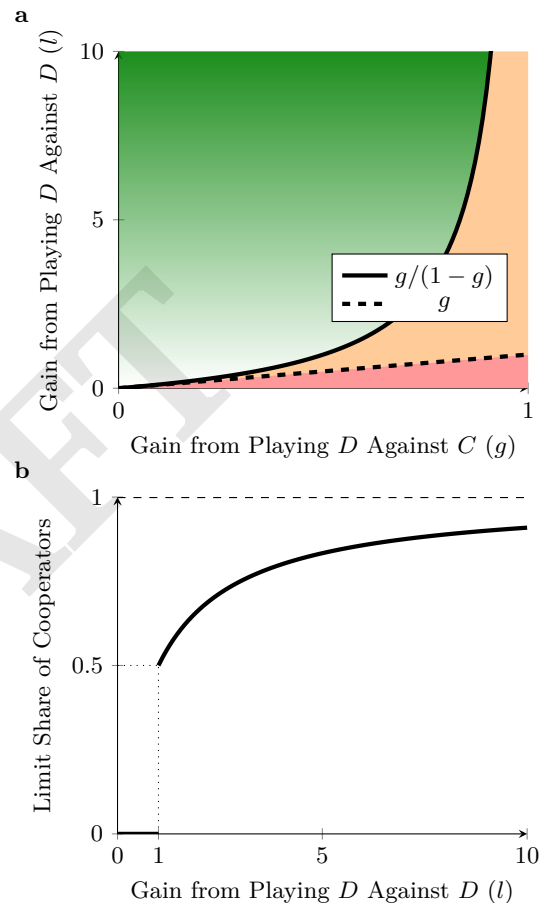 a
10
5
0
0
1
g/(1 − g)
g
Gain from Playing D Against D (l)
Gain from Playing D Against C (g)
b
1
0.5
0
0
1
5
10
Limit Share of Cooperators
Gain from Playing D Against D (l)